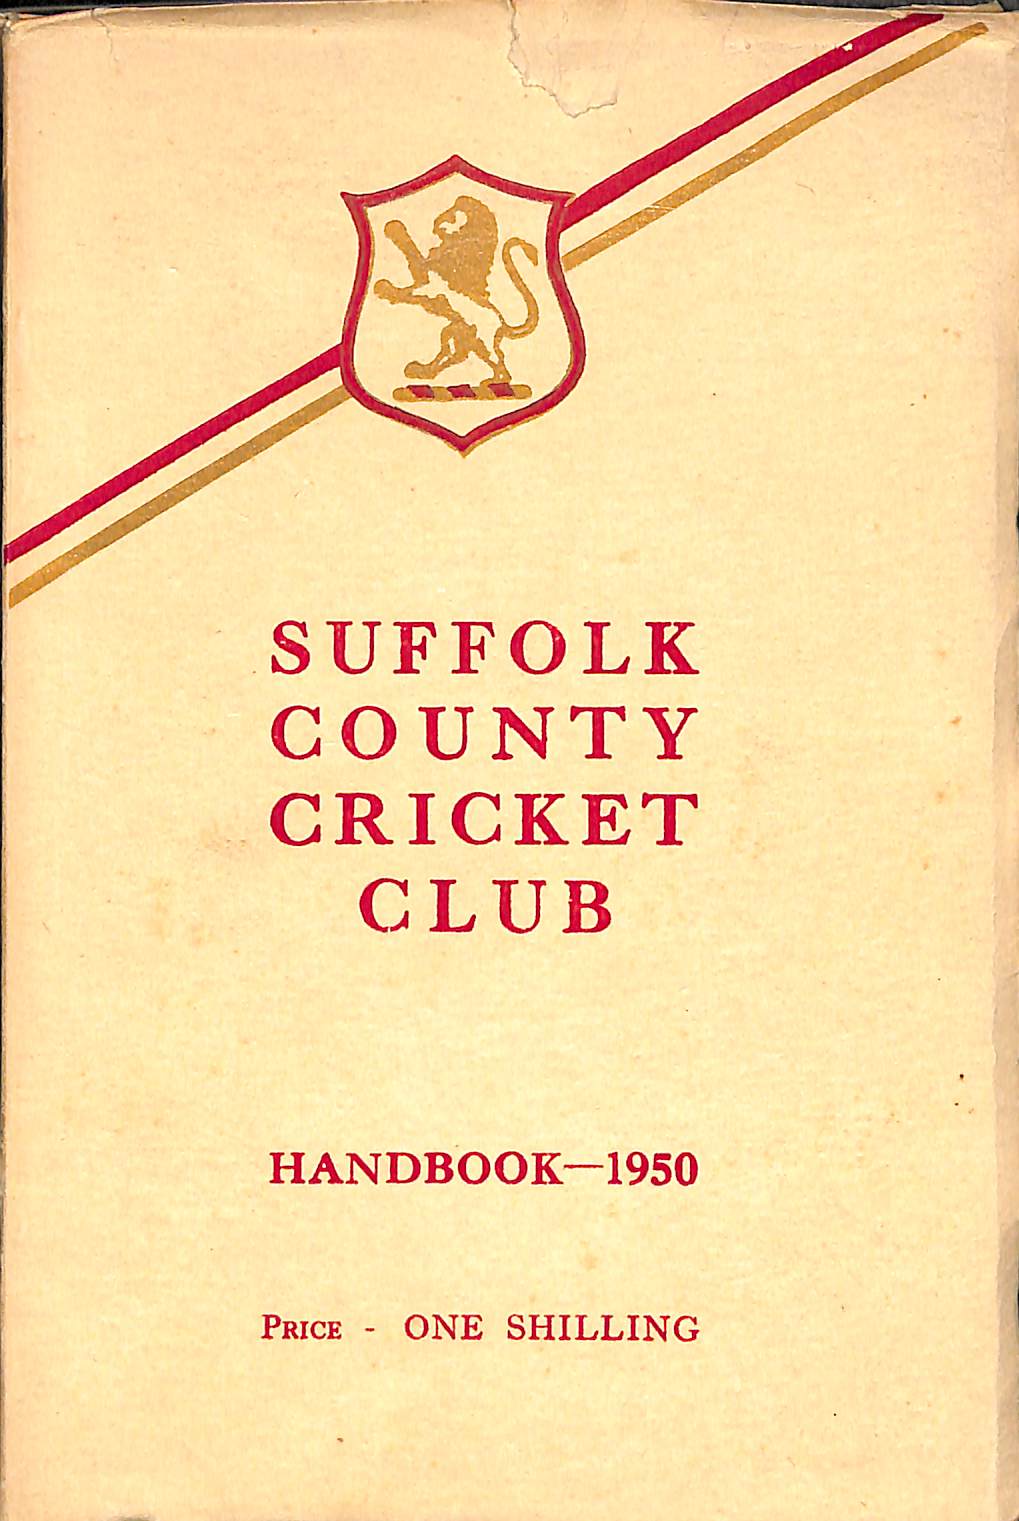 SUFFOLK
COUNTY
CRICKET
CLUB
HANDBOOK—1950
PRICE - ONE SHILLING